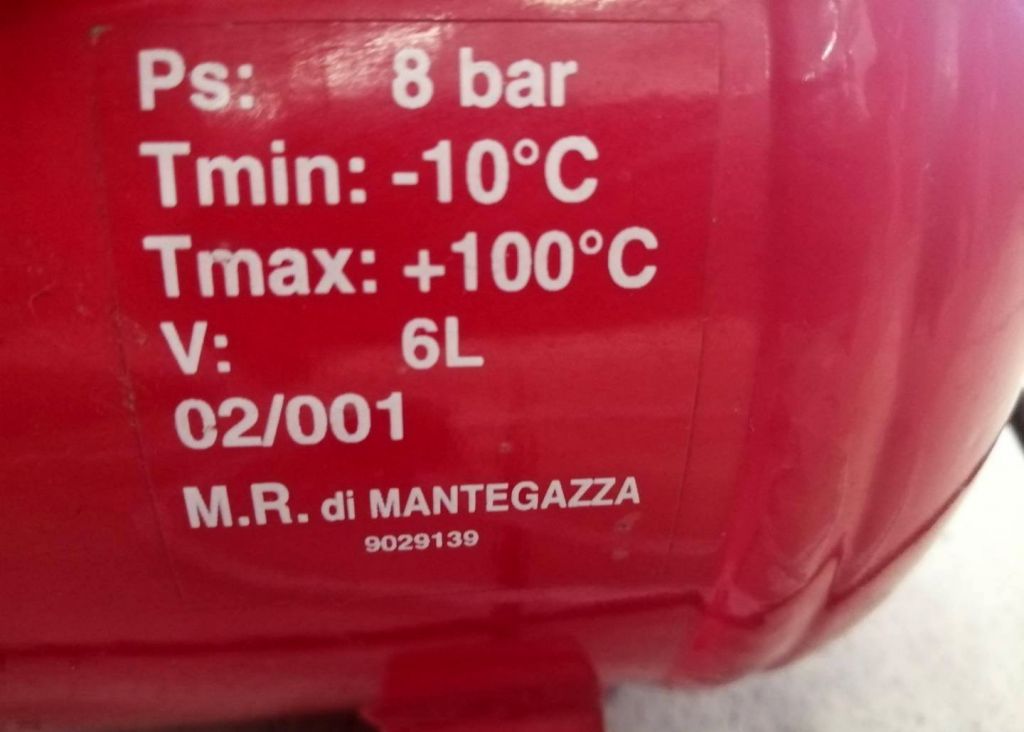 Ps: 8 bar
Tmin: -10°C
Tmax: +100°C
V: 6L
02/001
M.R. di MANTEGAZZA
9029139